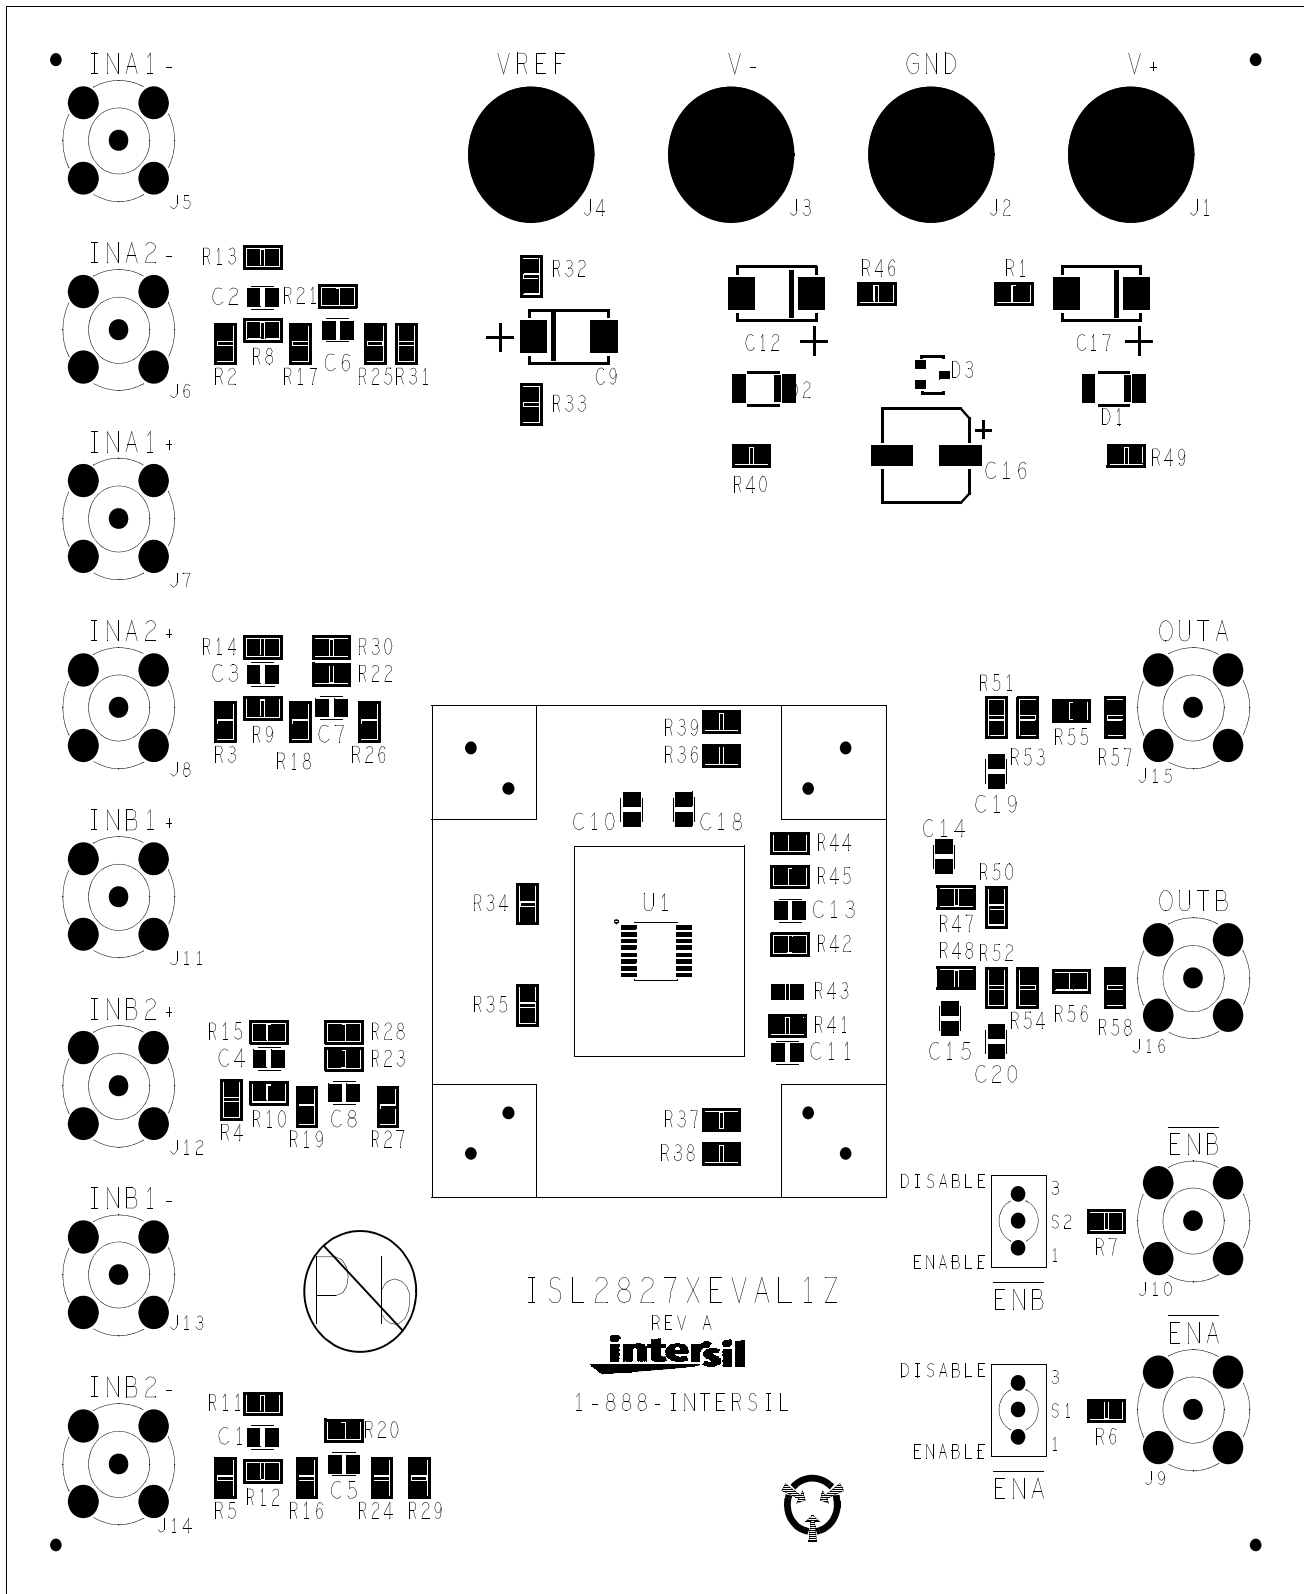 INA1-
VREF
V-
GND
V+
J5
J4
J3
J2
J1
INA2-
R13
R32
R46
R1
C2
R21
R2
R8
R17
C6
R25
R31
J6
C9
C12
+
C17
+
+
R33
D2
D3
D1
INA1+
R40
+
C16
R49
J7
INA2+
OUTA
R14
R30
C3
R22
R3
R9
R18
C7
R26
J8
R39
R36
R51
R53
R55
R57
J15
C19
INB1+
C10
C18
C14
R44
R45
R34
U1
C13
R42
R50
R47
OUTB
J11
R48
R52
INB2+
R35
R43
R41
C11
R54
R56
R58
J16
C15
C20
R15
R28
C4
R23
R4
R10
R19
C8
R27
J12
R37
R38
ENB
INB1-
DISABLE
3
S2
ENABLE
1
R7
J10
ENB
J13
Pb
ISL2827XEVAL1Z
REV A
intersil
1-888-INTERSIL
ENA
DISABLE
3
S1
ENABLE
1
R6
J9
ENA
INB2-
R11
C1
R20
R5
R12
R16
C5
R24
R29
J14